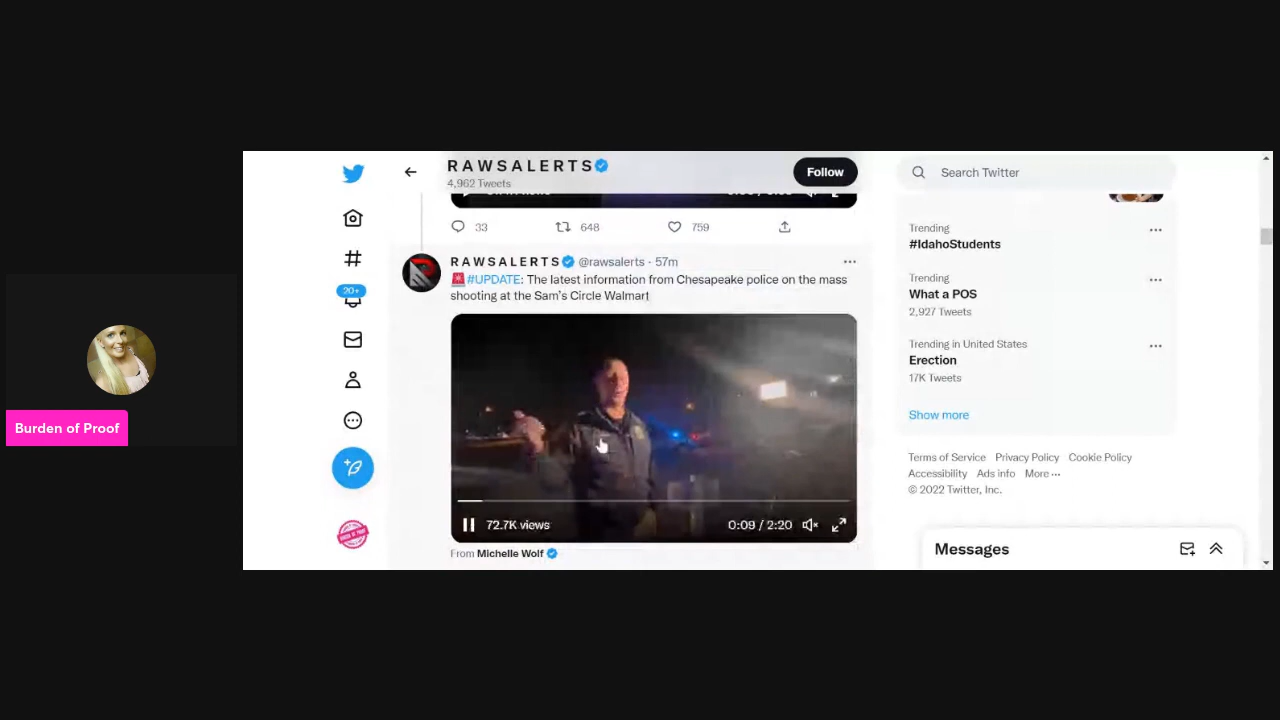 RAWSALERTS
4,962 Tweets
Follow
Search Twitter
33
648
759
Trending
#IdahoStudents
Trending
What a POS
2,927 Tweets
Trending in United States
Erection
17K Tweets
Show more
RAWSALERTS @rawsalerts · 57m
#UPDATE: The latest information from Chesapeake police on the mass
shooting at the Sam's Circle Walmart
20+
72.7K views
0:09 / 2:20
From Michelle Wolf
Burden of Proof
Terms of Service Privacy Policy Cookie Policy
Accessibility Ads info More ···
© 2022 Twitter, Inc.
Messages